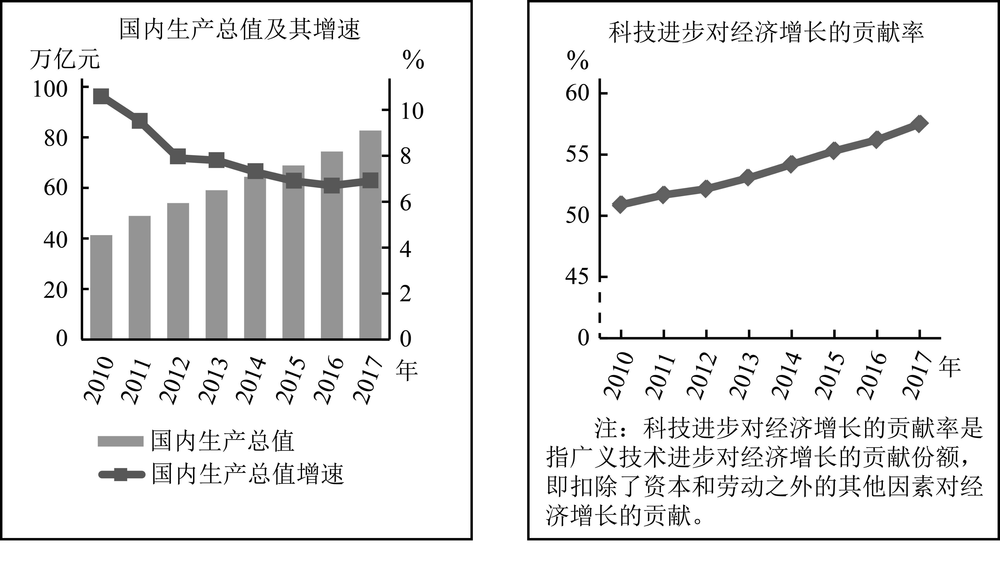 国内生产总值及其增速
万亿元
%
100
80
60
40
20
0
10
8
6
4
2
0
2010 2011 2012 2013 2014 2015 2016 2017 年
国内生产总值
国内生产总值增速
科技进步对经济增长的贡献率
%
60
55
50
45
0
2010 2011 2012 2013 2014 2015 2016 2017 年
注：科技进步对经济增长的贡献率是
指广义技术进步对经济增长的贡献份额，
即扣除了资本和劳动之外的其他因素对经
济增长的贡献。